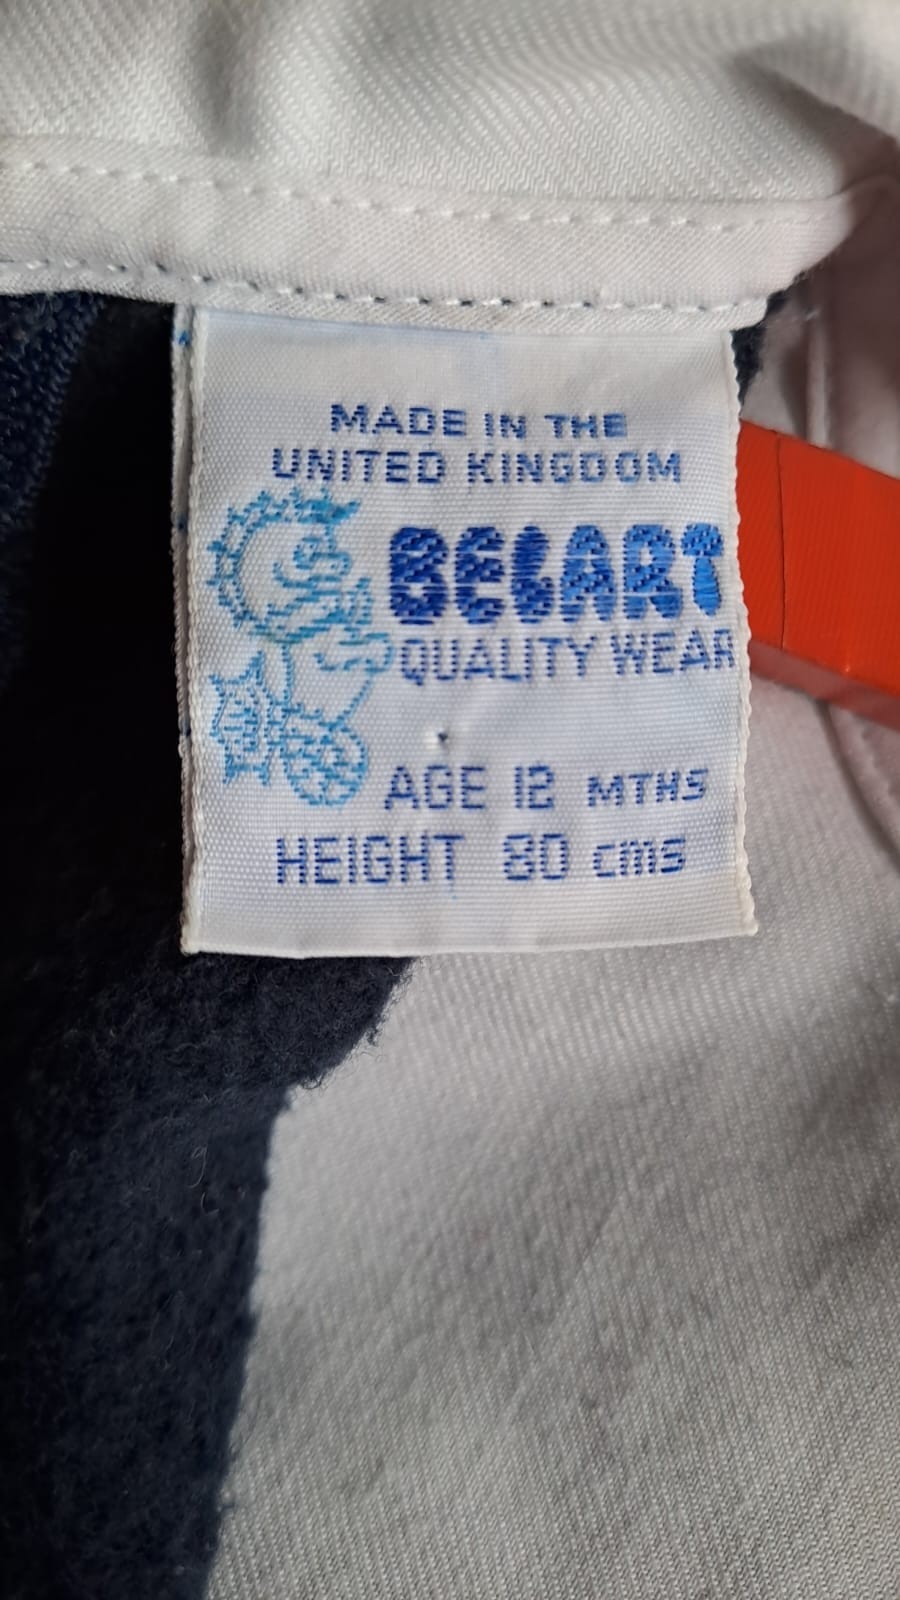 MADE IN THE
UNITED KINGDOM
BELART
QUALITY WEAR
AGE 12 MTHS
HEIGHT 80 cms